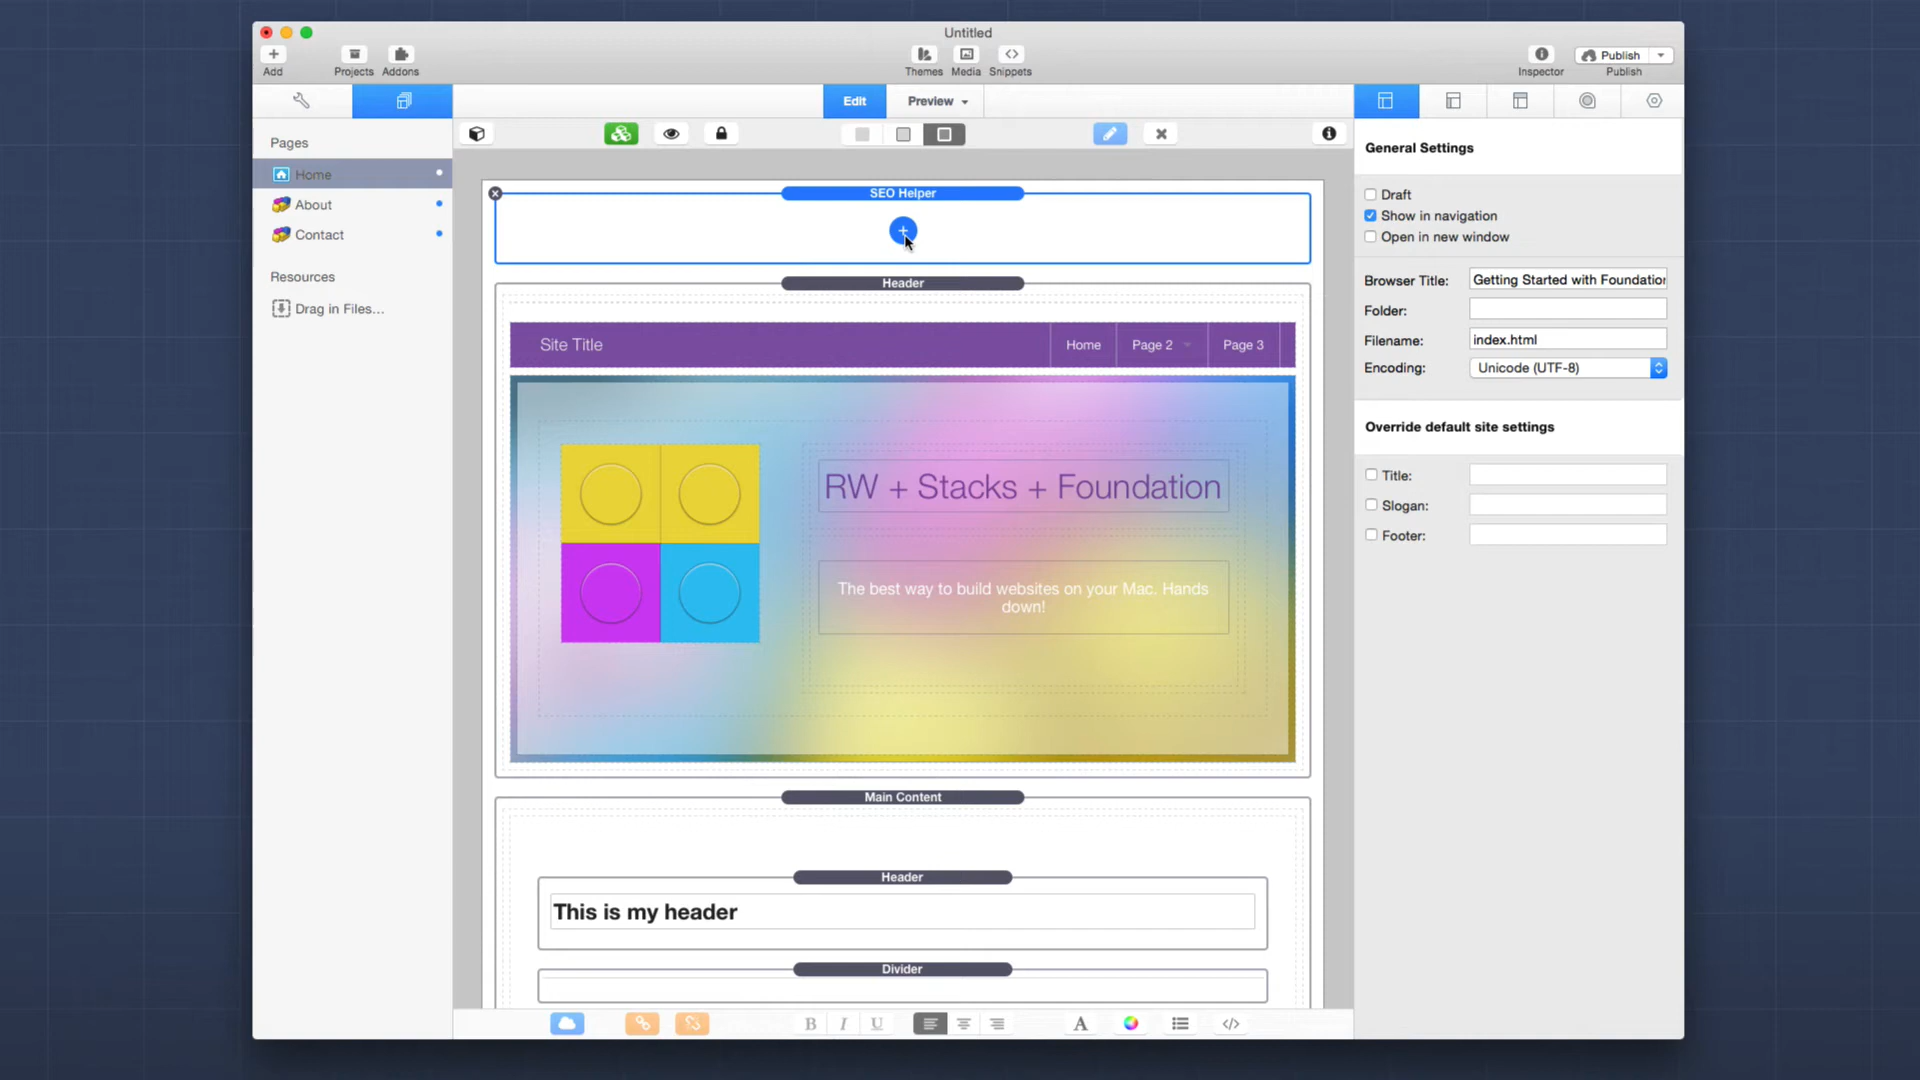 Untitled
Add
Projects
Addons
Themes
Media
Snippets
Inspector
Publish
Publish
Edit
Preview
Pages
Home
About
Contact
Resources
Drag in Files...
SEO Helper
Header
Site Title
Home
Page 2
Page 3
RW + Stacks + Foundation
The best way to build websites on your Mac. Hands
down!
Main Content
Header
This is my header
Divider
B
I
U
A
General Settings
Draft
Show in navigation
Open in new window
Browser Title:
Getting Started with Foundation
Folder:
Filename:
index.html
Encoding:
Unicode (UTF-8)
Override default site settings
Title:
Slogan:
Footer: